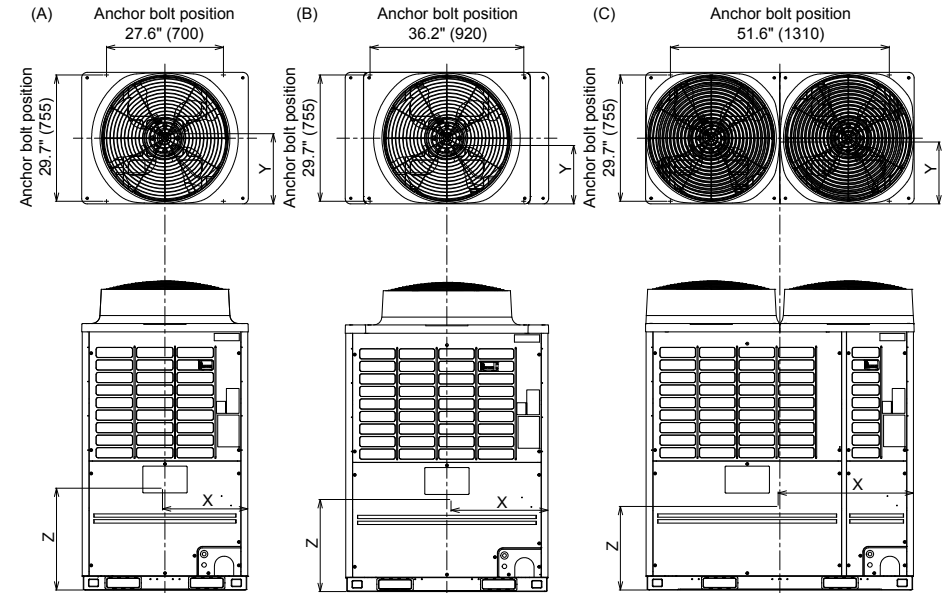 (A)
Anchor bolt position
27.6" (700)
Anchor bolt position
29.7" (755)
Y
Z
X
(B)
Anchor bolt position
36.2" (920)
Anchor bolt position
29.7" (755)
Y
Z
X
(C)
Anchor bolt position
51.6" (1310)
Anchor bolt position
29.7" (755)
Y
Z
X